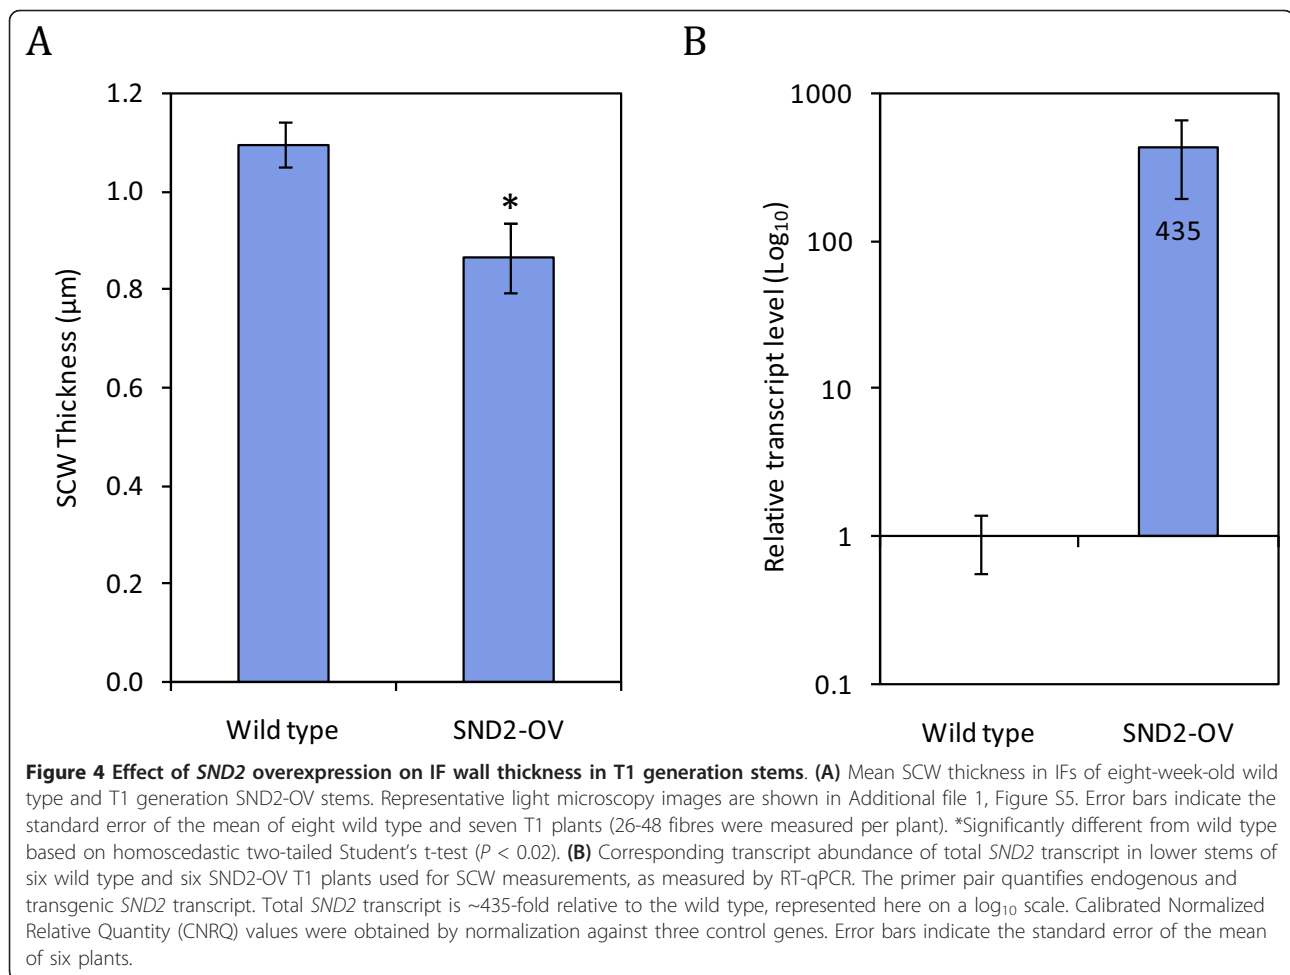 A
B
1.2
1.0
0.8
0.6
0.4
0.2
0.0
SCW Thickness (µm)
*
Wild type
SND2-OV
1000
100
10
1
0.1
Relative transcript level (Log10)
435
Wild type
SND2-OV
Figure 4 Effect of SND2 overexpression on IF wall thickness in T1 generation stems. (A) Mean SCW thickness in IFs of eight-week-old wild
type and T1 generation SND2-OV stems. Representative light microscopy images are shown in Additional file 1, Figure S5. Error bars indicate the
standard error of the mean of eight wild type and seven T1 plants (26-48 fibres were measured per plant). *Significantly different from wild type
based on homoscedastic two-tailed Student's t-test (P < 0.02). (B) Corresponding transcript abundance of total SND2 transcript in lower stems of
six wild type and six SND2-OV T1 plants used for SCW measurements, as measured by RT-qPCR. The primer pair quantifies endogenous and
transgenic SND2 transcript. Total SND2 transcript is ~435-fold relative to the wild type, represented here on a log10 scale. Calibrated Normalized
Relative Quantity (CNRQ) values were obtained by normalization against three control genes. Error bars indicate the standard error of the mean
of six plants.